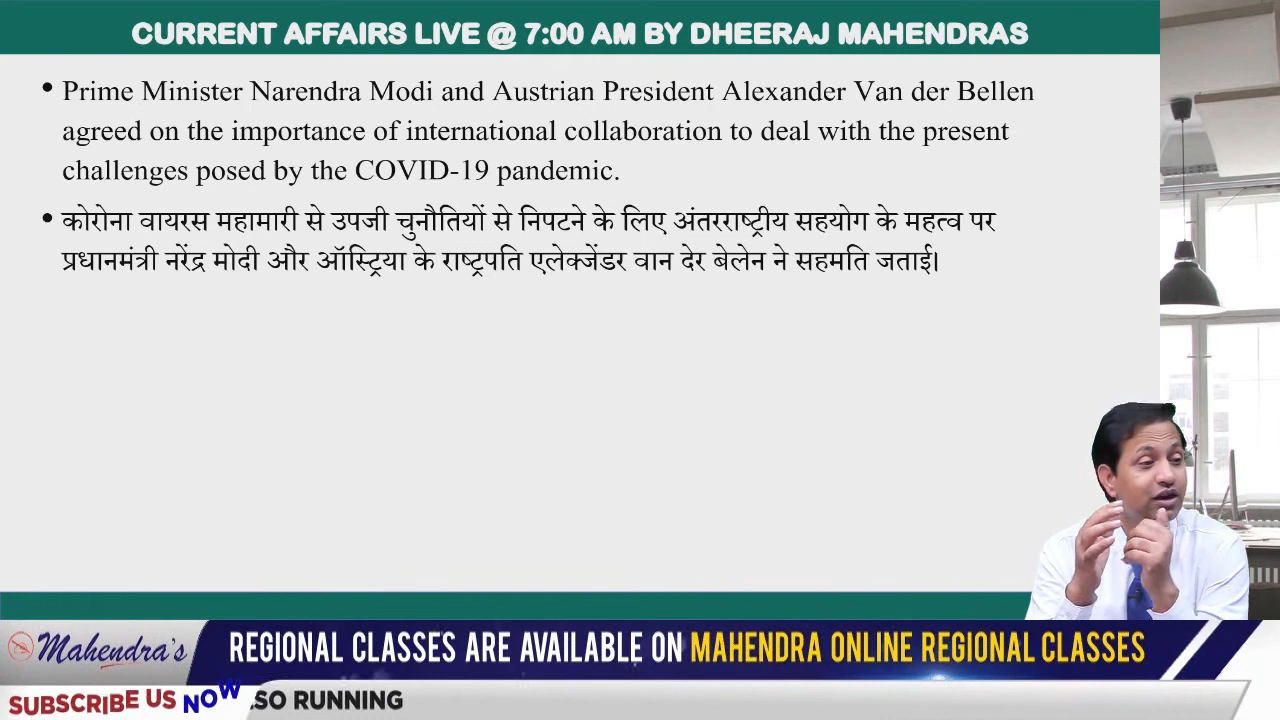 CURRENT AFFAIRS LIVE @ 7:00 AM BY DHEERAJ MAHENDRAS
• Prime Minister Narendra Modi and Austrian President Alexander Van der Bellen
agreed on the importance of international collaboration to deal with the present
challenges posed by the COVID-19 pandemic.
• कोरोना वायरस महामारी से उपजी चुनौतियों से निपटने के लिए अंतरराष्ट्रीय सहयोग के महत्व पर
प्रधानमंत्री नरेंद्र मोदी और ऑस्ट्रिया के राष्ट्रपति एलेक्जेंडर वान देर बेलेन ने सहमति जताई।
Mahendra's
REGIONAL CLASSES ARE AVAILABLE ON MAHENDRA ONLINE REGIONAL CLASSES
SUBSCRIBE US NOW
RUNNING